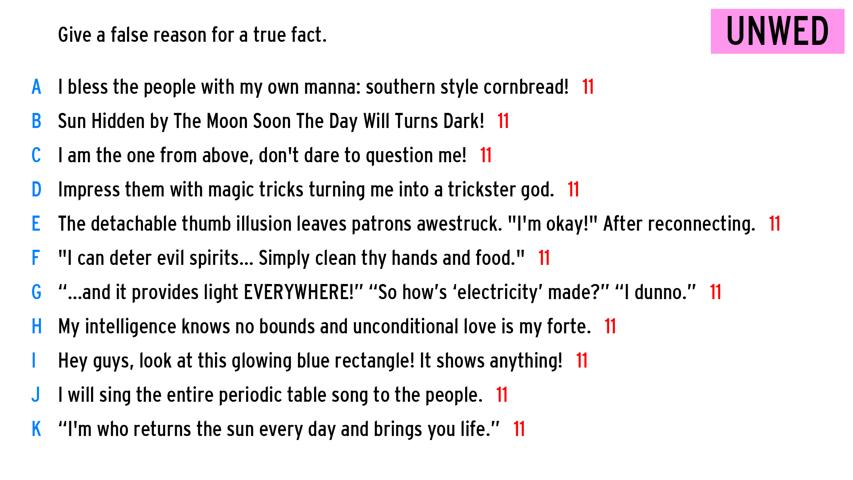 Give a false reason for a true fact.
UNWED
A I bless the people with my own manna: southern style cornbread! 11
B Sun Hidden by The Moon Soon The Day Will Turns Dark! 11
C I am the one from above, don't dare to question me! 11
D Impress them with magic tricks turning me into a trickster god. 11
E The detachable thumb illusion leaves patrons awestruck. "I'm okay!" After reconnecting. 11
F "I can deter evil spirits... Simply clean thy hands and food." 11
G “...and it provides light EVERYWHERE!” “So how’s ‘electricity’ made?” “I dunno.” 11
H My intelligence knows no bounds and unconditional love is my forte. 11
I Hey guys, look at this glowing blue rectangle! It shows anything! 11
J I will sing the entire periodic table song to the people. 11
K “I'm who returns the sun every day and brings you life.” 11